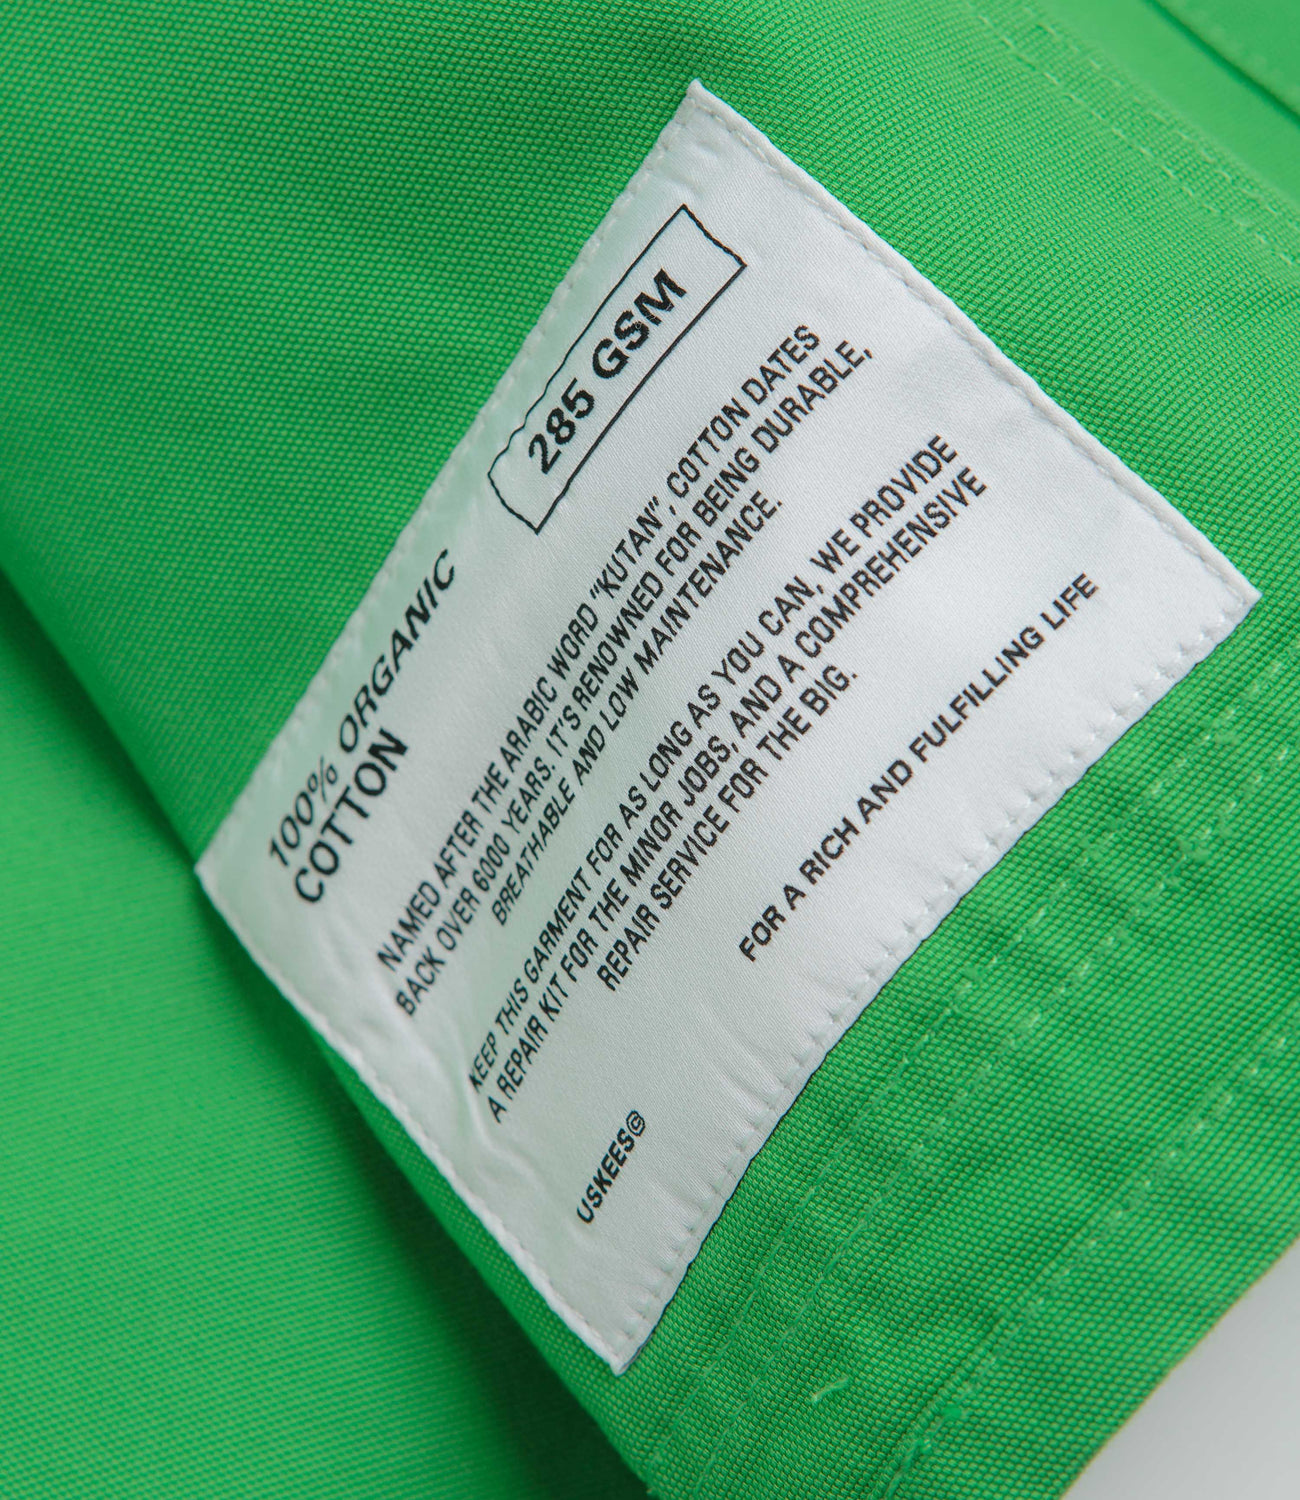 100% ORGANIC
COTTON
285 GSM
NAMED AFTER THE ARABIC WORD "KUTAN", COTTON DATES
BACK OVER 6000 YEARS. IT'S RENOWNED FOR BEING DURABLE,
BREATHABLE AND LOW MAINTENANCE.
KEEP THIS GARMENT FOR AS LONG AS YOU CAN, WE PROVIDE
A REPAIR KIT FOR THE MINOR JOBS, AND A COMPREHENSIVE
REPAIR SERVICE FOR THE BIG.
FOR A RICH AND FULFILLING LIFE
USKEES©